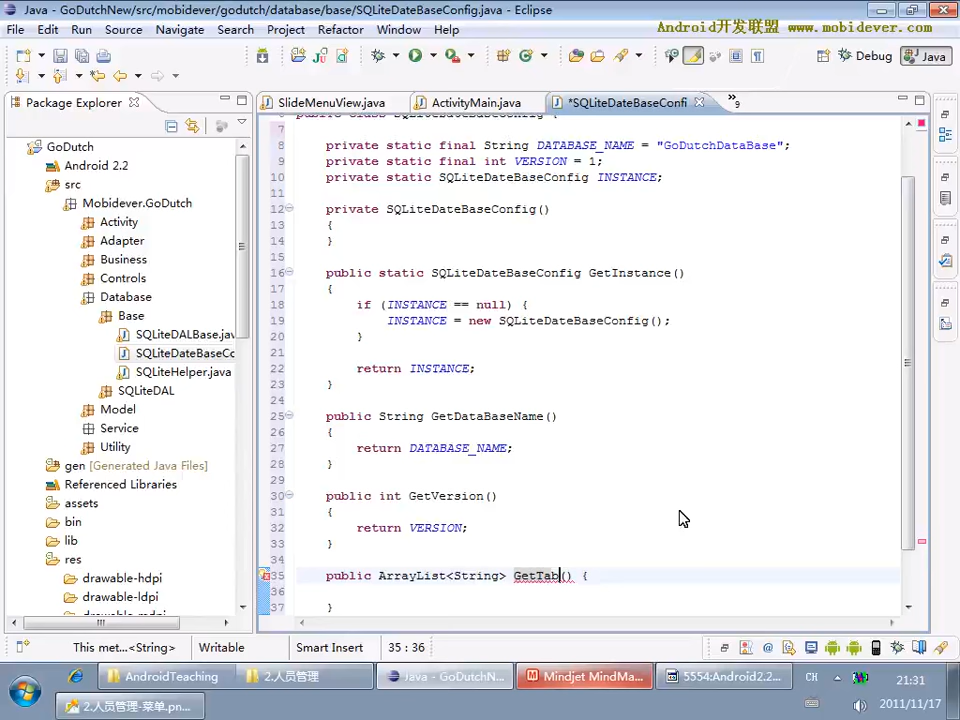 Java - GoDutchNew/src/mobidever/godutch/database/base/SQLiteDateBaseConfig.java - Eclipse
File Edit Run Source Navigate Search Project Refactor Window Help
Android开发联盟 www.mobidever.com
Debug Java
Package Explorer
SlideMenuView.java ActivityMain.java *SQLiteDateBaseConfi »9
GoDutch
Android 2.2
src
Mobidever.GoDutch
Activity
Adapter
Business
Controls
Database
Base
SQLiteDALBase.jav
SQLiteDateBaseCo
SQLiteHelper.java
SQLiteDAL
Model
Service
Utility
gen [Generated Java Files]
Referenced Libraries
assets
bin
lib
res
drawable-hdpi
drawable-ldpi
7
8 private static final String DATABASE_NAME = "GoDutchDataBase";
9 private static final int VERSION = 1;
10 private static SQLiteDateBaseConfig INSTANCE;
11
12 private SQLiteDateBaseConfig()
13 {
14 }
15
16 public static SQLiteDateBaseConfig GetInstance()
17 {
18 if (INSTANCE == null) {
19 INSTANCE = new SQLiteDateBaseConfig();
20 }
21
22 return INSTANCE;
23 }
24
25 public String GetDataBaseName()
26 {
27 return DATABASE_NAME;
28 }
29
30 public int GetVersion()
31 {
32 return VERSION;
33 }
34
35 public ArrayList<String> GetTab() {
36
37 }
This met...<String> Writable Smart Insert 35 : 36
AndroidTeaching 2.人员管理 Java - GoDutchN... Mindjet MindMa... 5554:Android2.2...
2.人员管理-菜单.pn...
CH
21:31
2011/11/17